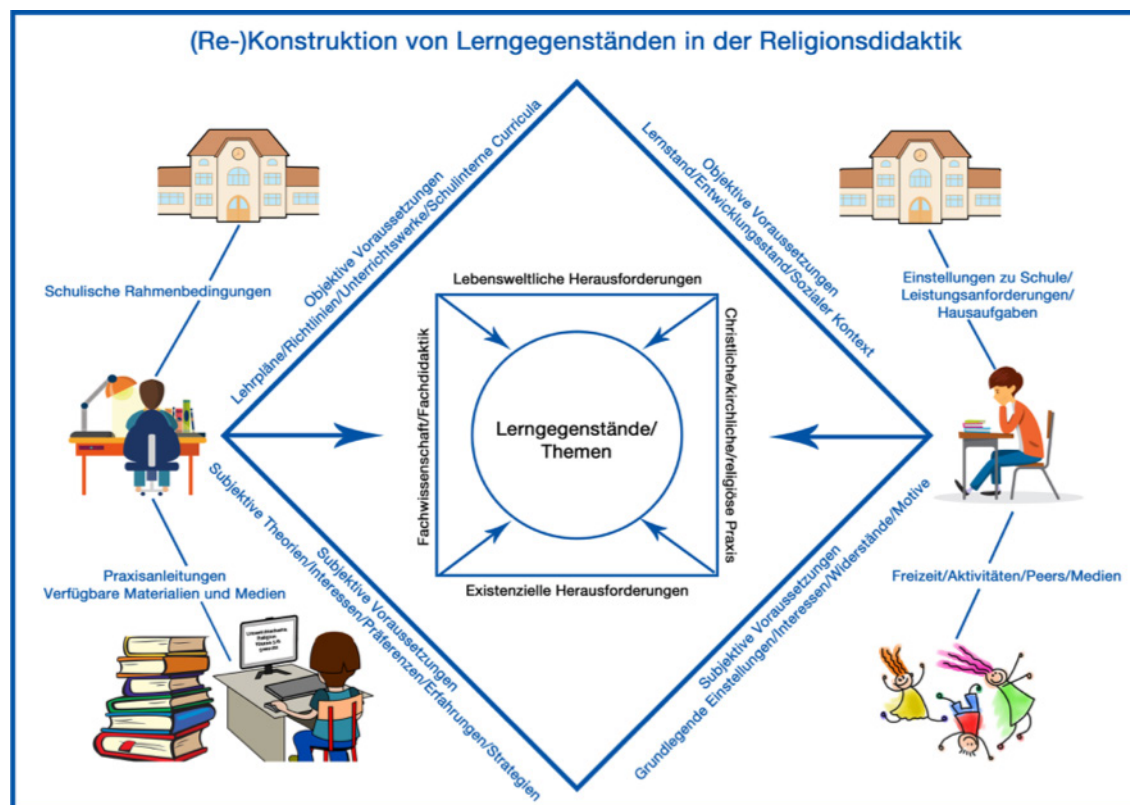 (Re-)Konstruktion von Lerngegenständen in der Religionsdidaktik
Objektive Voraussetzungen
Lehrpläne/Richtlinien/Unterrichtswerke/Schulinterne Curricula
Objektive Voraussetzungen
Lernstand/Entwicklungsstand/Sozialer Kontext
Schulische Rahmenbedingungen
Lebensweltliche Herausforderungen
Einstellungen zu Schule/
Leistungsanforderungen/
Hausaufgaben
Fachwissenschaft/Fachdidaktik
Lerngegenstände/
Themen
Christliche/kirchliche/religiöse Praxis
Existenzielle Herausforderungen
Praxisanleitungen
Verfügbare Materialien und Medien
Subjektive Voraussetzungen
Subjektive Theorien/Interessen/Präferenzen/Erfahrungen/Strategien
Subjektive Voraussetzungen
Grundlegende Einstellungen/Interessen/Widerstände/Motive
Freizeit/Aktivitäten/Peers/Medien